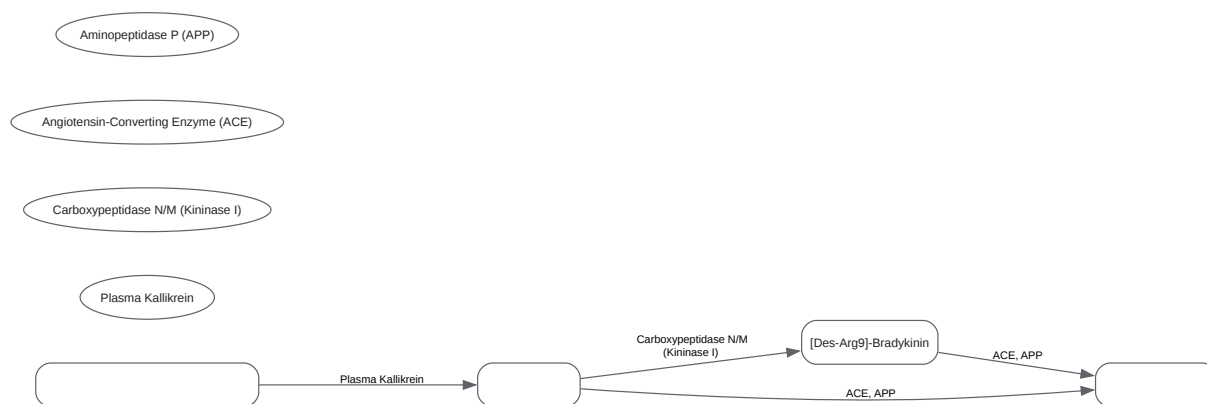 Aminopeptidase P (APP)
Angiotensin-Converting Enzyme (ACE)
Carboxypeptidase N/M (Kininase I)
Plasma Kallikrein
Plasma Kallikrein
Carboxypeptidase N/M
(Kininase I)
[Des-Arg9]-Bradykinin
ACE, APP
ACE, APP